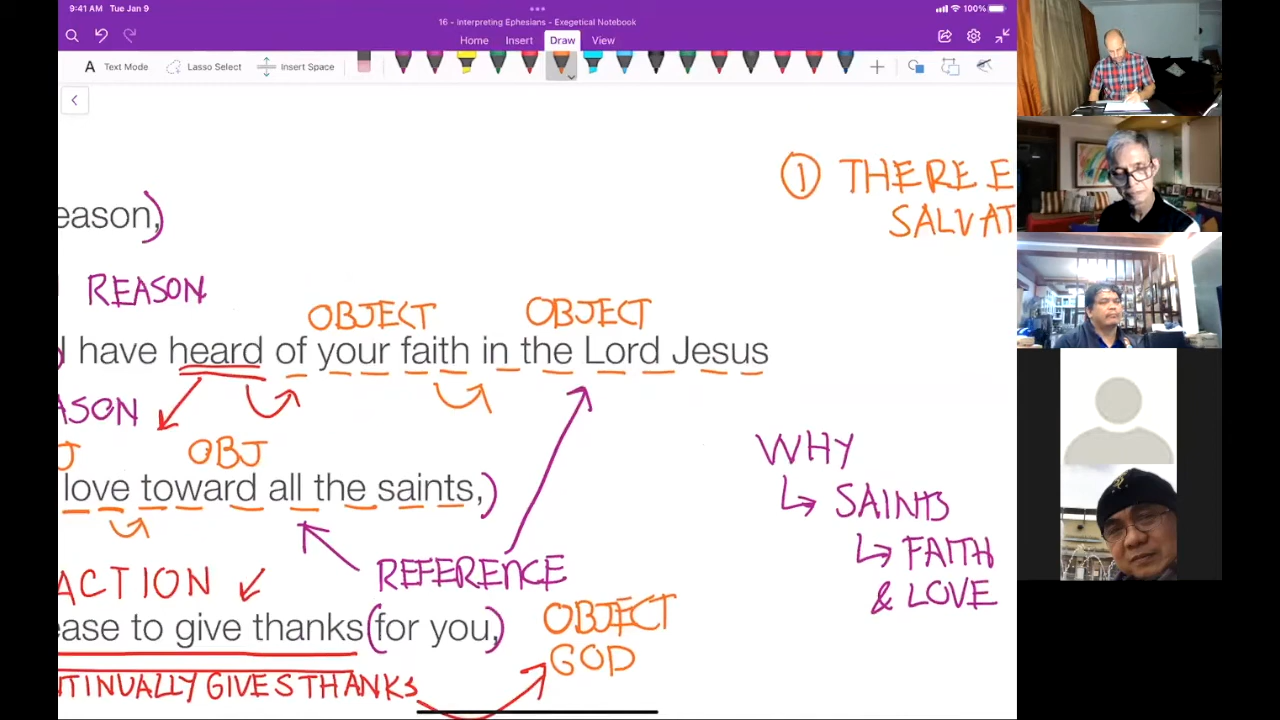 9:41 AM Tue Jan 9
100%
16 - Interpreting Ephesians - Exegetical Notebook
Home Insert Draw View
A Text Mode Lasso Select Insert Space
① THERE E
SALVAT
eason,)
REASON
OBJECT OBJECT
have heard of your faith in the Lord Jesus
ASON
J OBJ
WHY
love toward all the saints,)
↳ SAINTS
↳ FAITH
& LOVE
REFERENCE
ACTION
OBJECT
ease to give thanks (for you,)
GOD
NTINUALLY GIVES THANKS